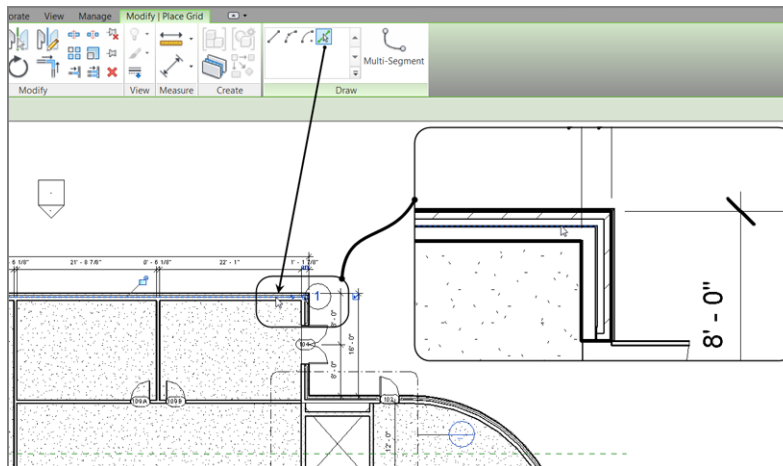 orate View Manage Modify | Place Grid
Multi-Segment
Modify View Measure Create Draw
6 1/8" 21' - 8 7/8" 0' - 6 1/8" 22' - 1" 1' - 1 7/8"
1
8' - 0"
16' - 0"
8' - 0"
109A 109B
12' - 0"
8' - 0"